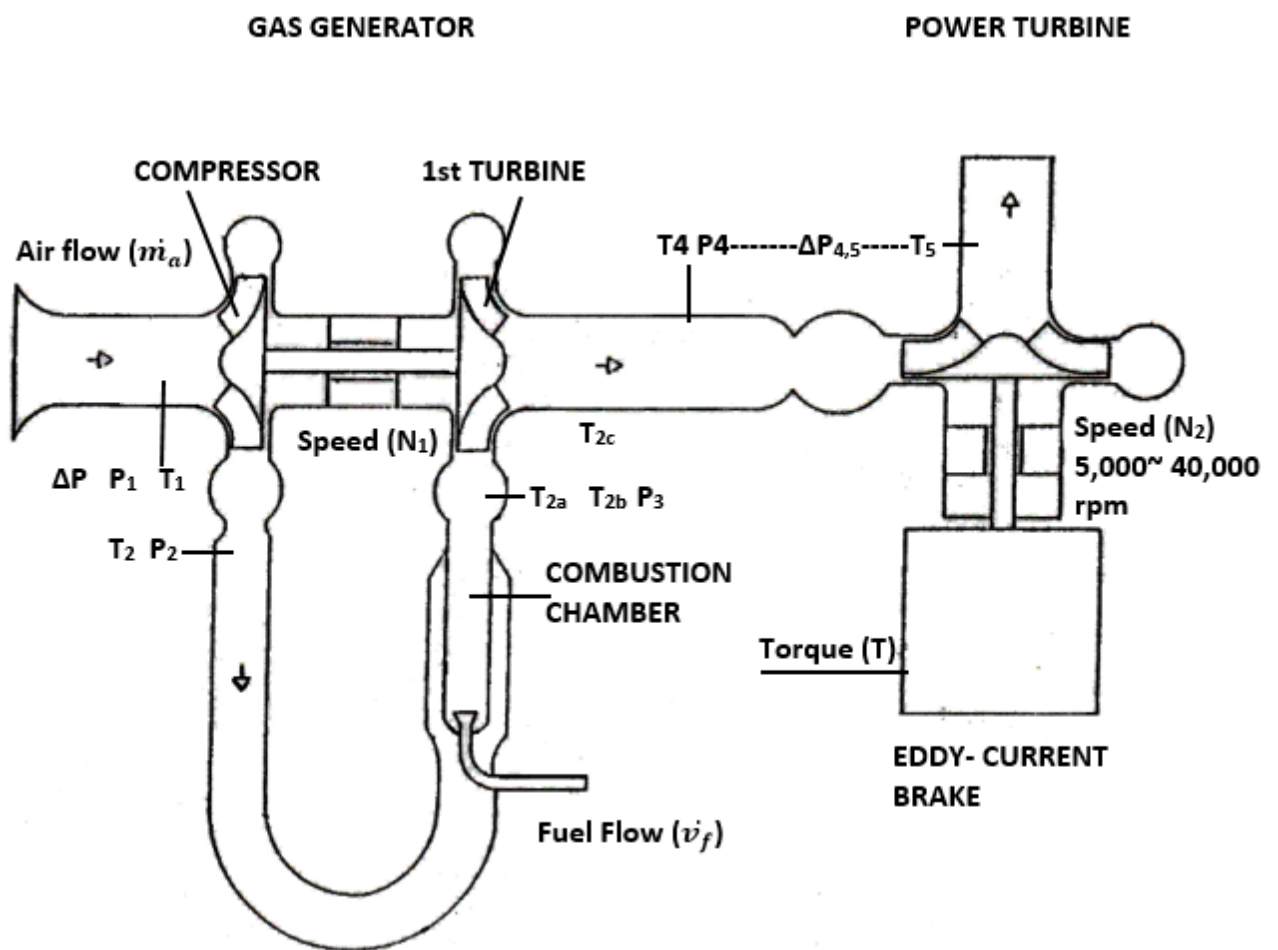 GAS GENERATOR
POWER TURBINE
COMPRESSOR
1st TURBINE
Air flow (ṁₐ)
T4 P4-------ΔP₄,₅-----T₅
Speed (N₁)
T₂c
Speed (N₂)
5,000~ 40,000
rpm
ΔP P₁ T₁
T₂ₐ T₂b P₃
T₂ P₂
COMBUSTION
CHAMBER
Torque (T)
EDDY- CURRENT
BRAKE
Fuel Flow (v̇_f)